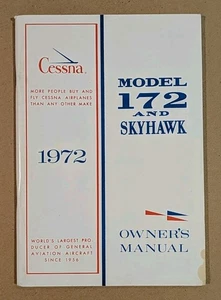 Cessna
MORE PEOPLE BUY AND
FLY CESSNA AIRPLANES
THAN ANY OTHER MAKE
1972
WORLD'S LARGEST PRO
DUCER OF GENERAL
AVIATION AIRCRAFT
SINCE 1956
MODEL
172
AND
SKYHAWK
OWNER'S
MANUAL